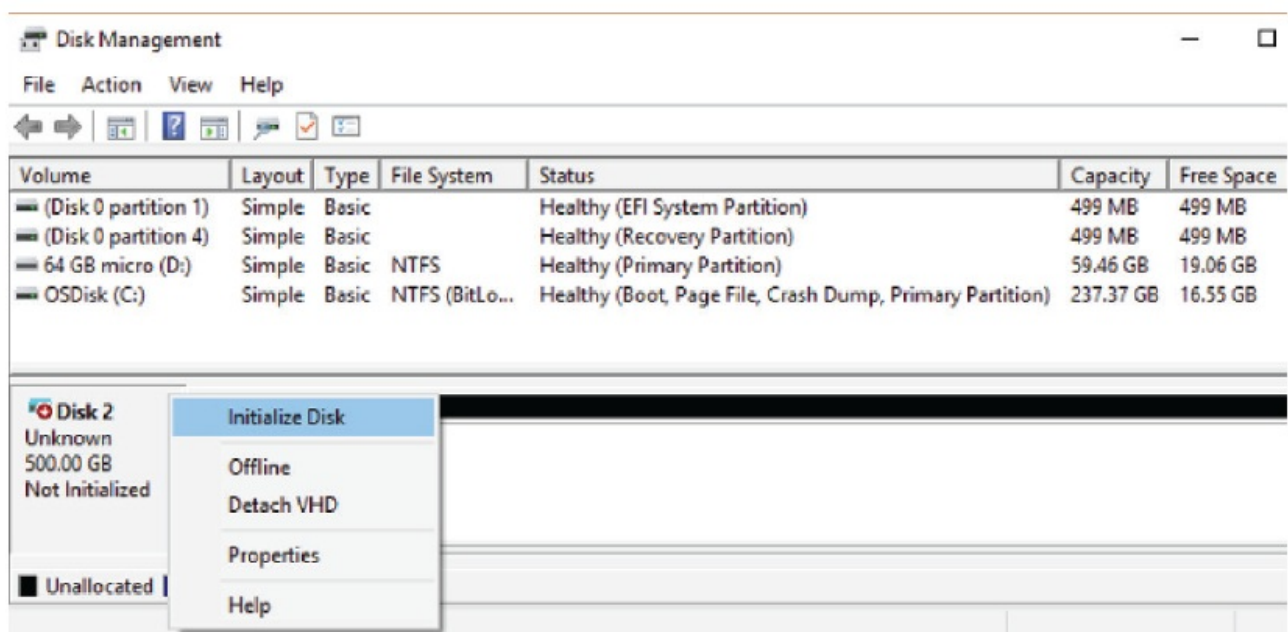 Disk Management
File Action View Help
Volume Layout Type File System Status Capacity Free Space
(Disk 0 partition 1) Simple Basic Healthy (EFI System Partition) 499 MB 499 MB
(Disk 0 partition 4) Simple Basic Healthy (Recovery Partition) 499 MB 499 MB
64 GB micro (D:) Simple Basic NTFS Healthy (Primary Partition) 59.46 GB 19.06 GB
OSDisk (C:) Simple Basic NTFS (BitLo... Healthy (Boot, Page File, Crash Dump, Primary Partition) 237.37 GB 16.55 GB
Disk 2
Unknown
500.00 GB
Not Initialized
Initialize Disk
Offline
Detach VHD
Properties
Help
Unallocated